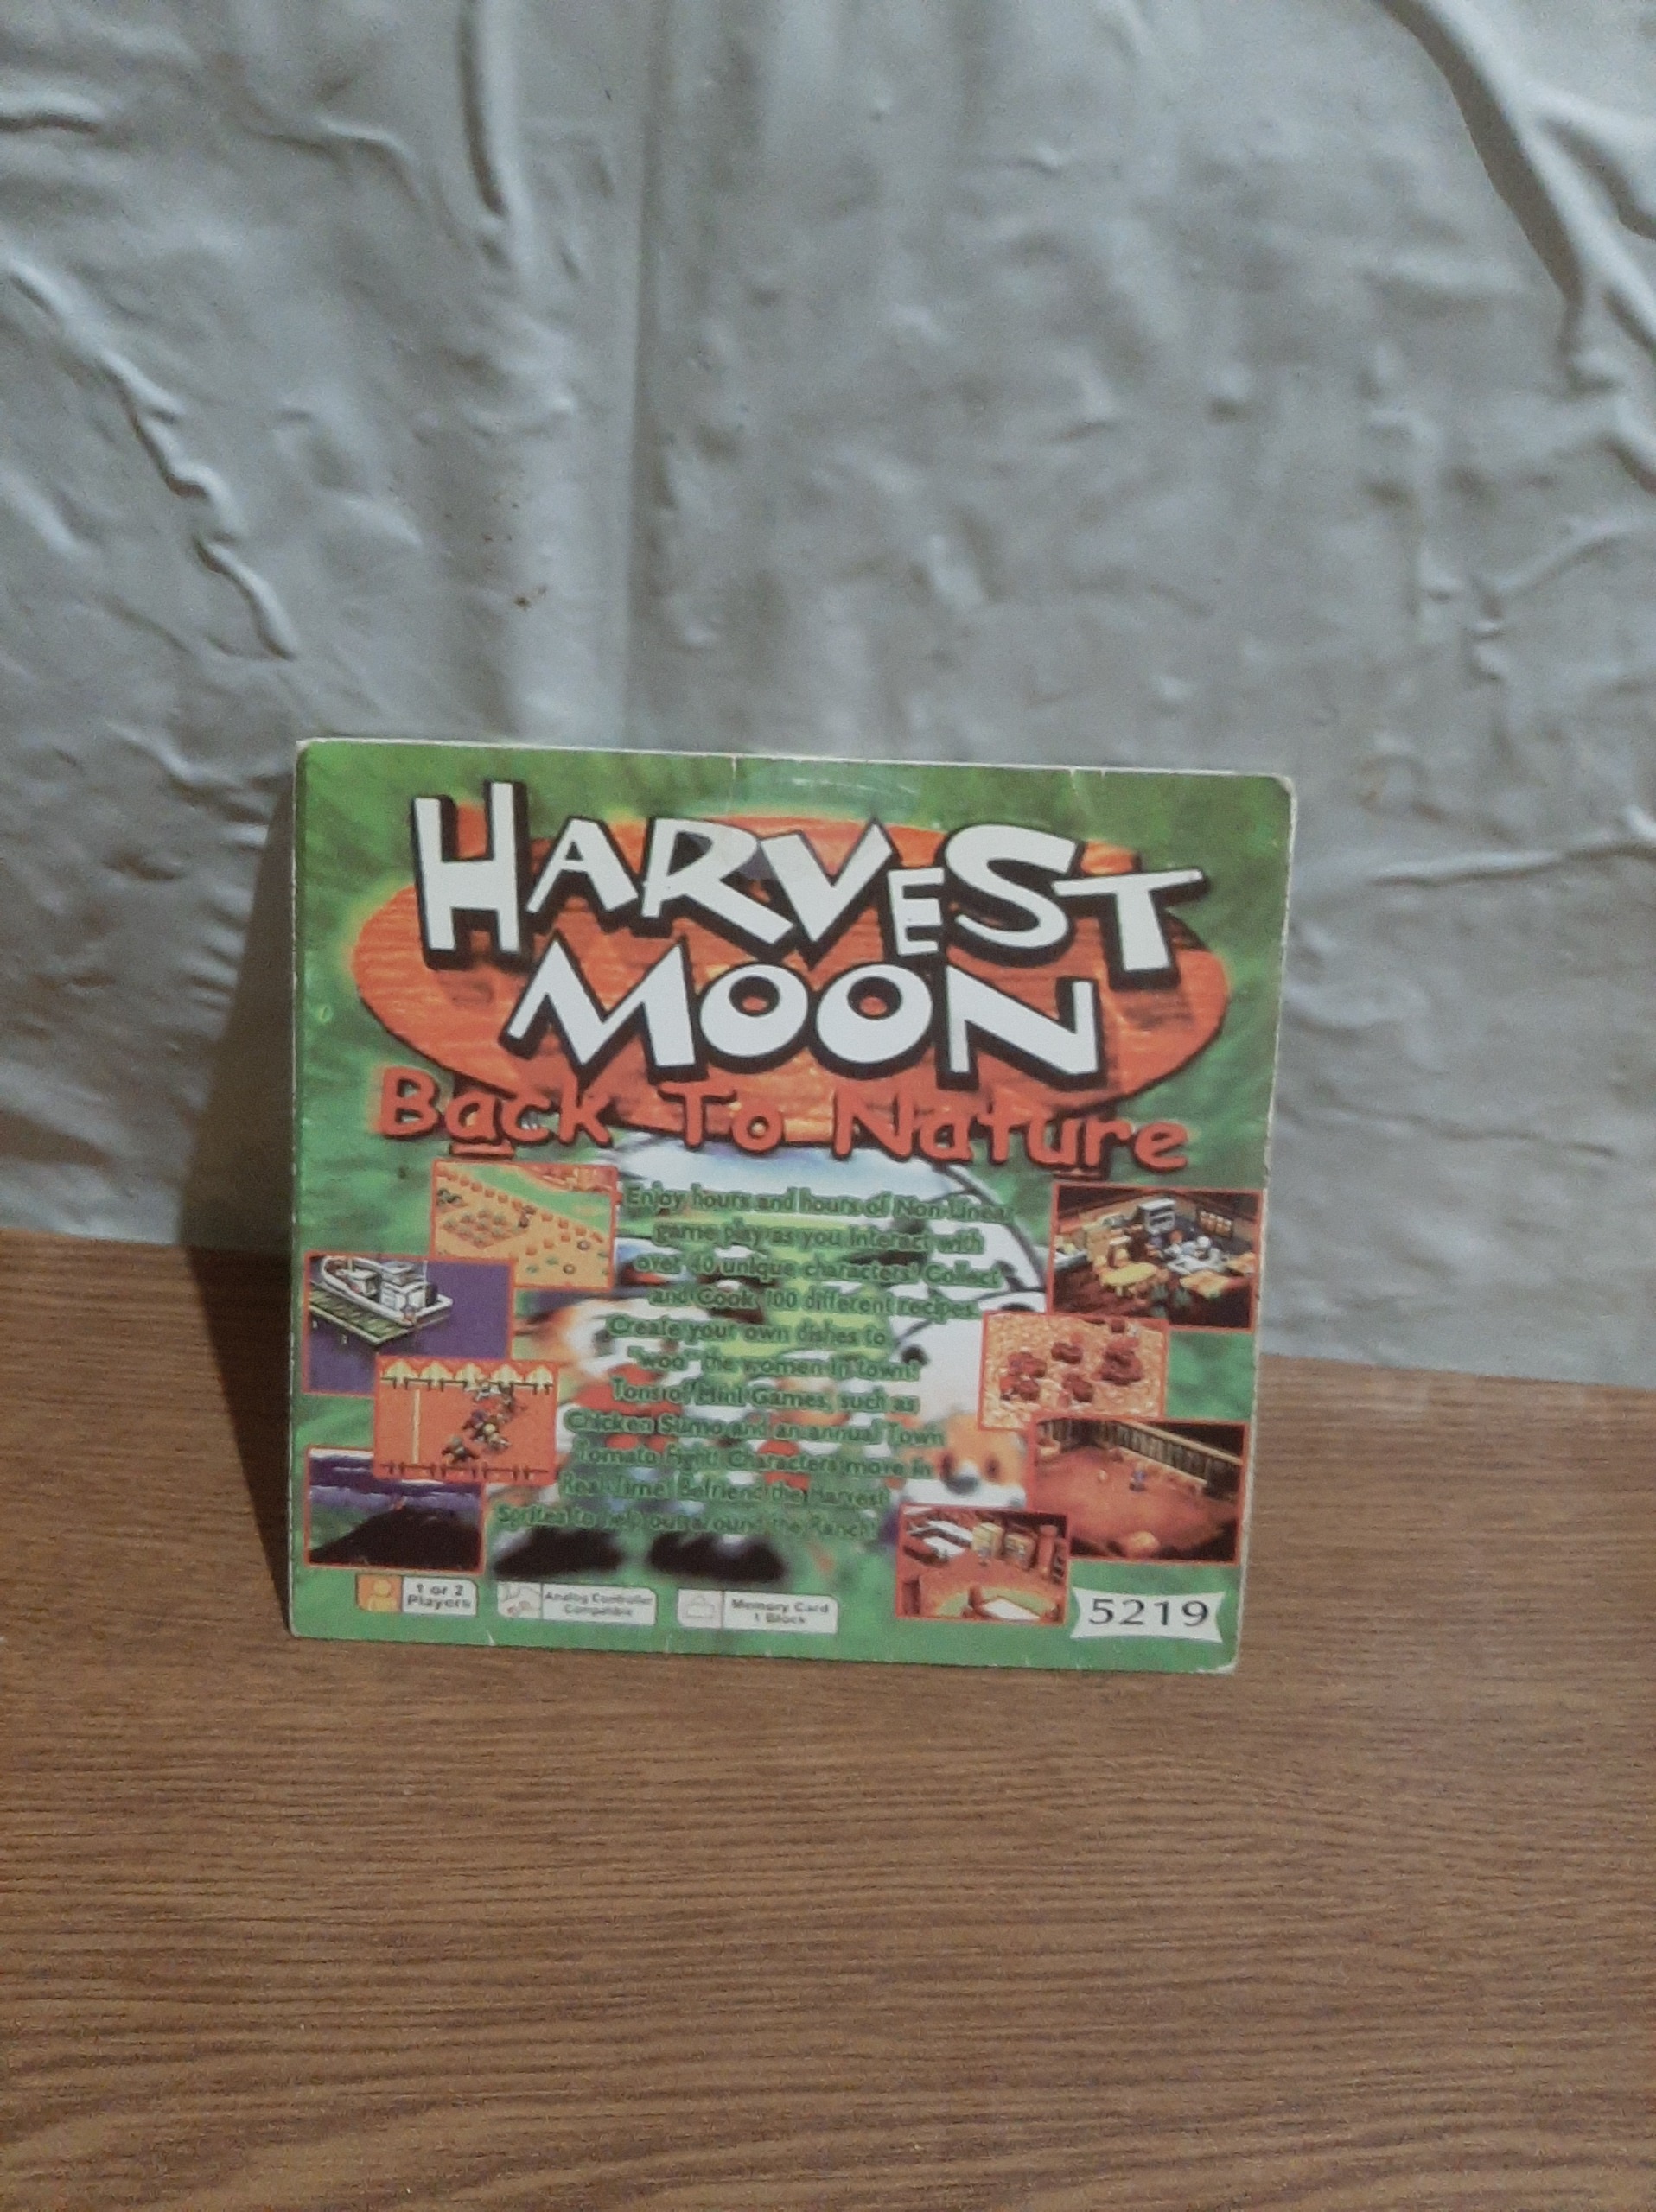 HARVEST
MOON
Back To Nature
Enjoy hours and hours of Non-Linear
game play as you interact with
over 40 unique characters! Collect
and Cook 100 different recipes.
Create your own dishes to
"woo" the women in town!
Tons of Mini Games, such as
Chicken Sumo and an annual Town
Tomato Fight! Characters move in
Real-Time! Befriend the Harvest
Sprites to help out around the Ranch!
1 or 2
Players
Analog Controller
Compatible
Memory Card
1 Block
5219